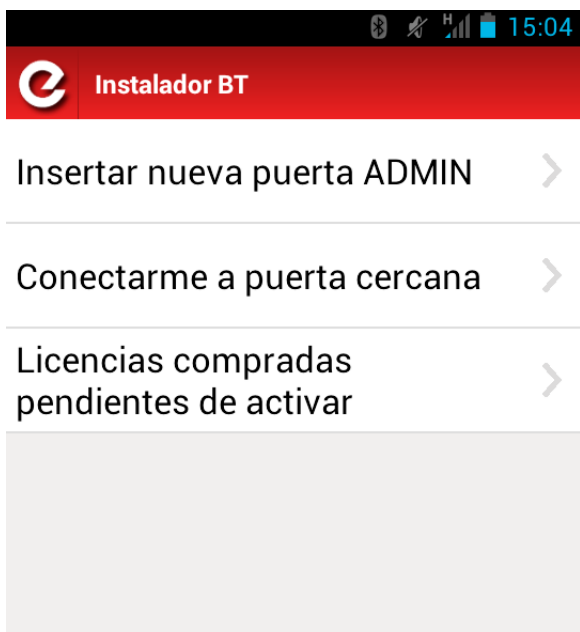 H 15:04
Instalador BT
Insertar nueva puerta ADMIN
Conectarme a puerta cercana
Licencias compradas
pendientes de activar